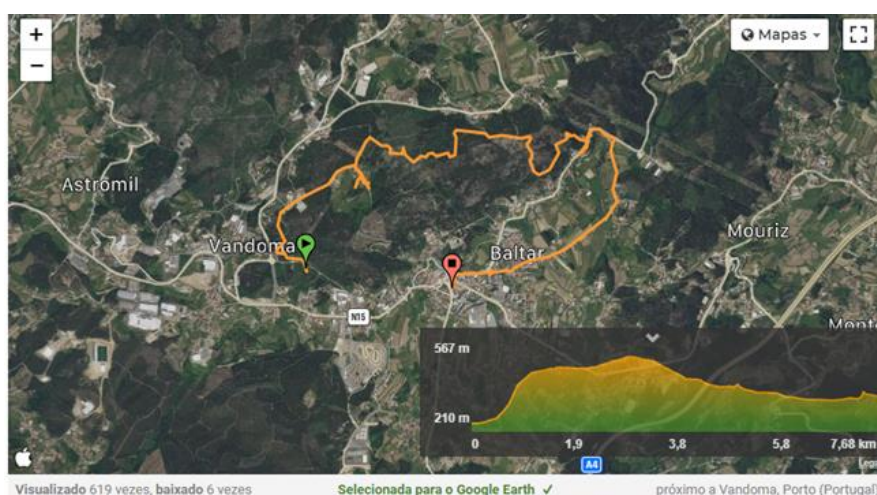 +
−
Mapas
Astromil
Vandoma
Baltar
Mouriz
N15
567 m
210 m
0
1,9
3,8
5,8
7,68 km
A4
Visualizado 619 vezes, baixado 6 vezes
Selecionada para o Google Earth ✓
próximo a Vandoma, Porto (Portugal)